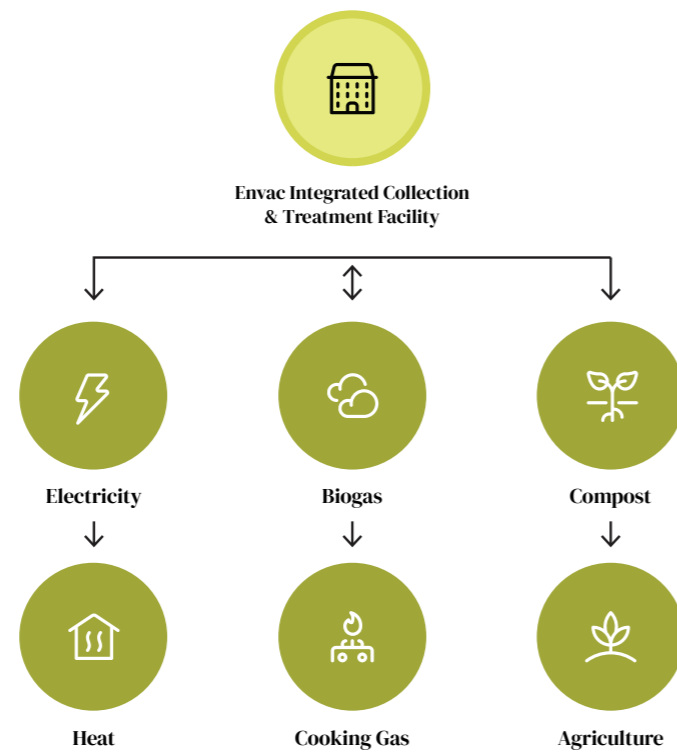 Envac Integrated Collection
& Treatment Facility
Electricity
Biogas
Compost
Heat
Cooking Gas
Agriculture